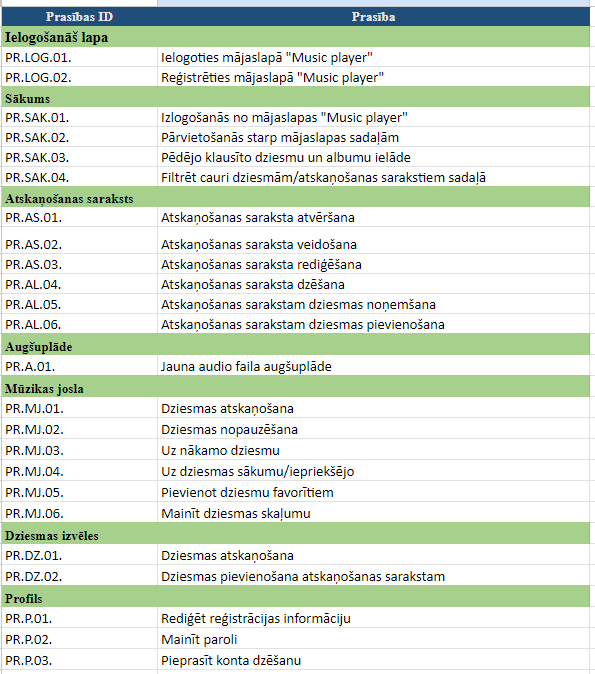 Prasības ID Prasība
Ielogošanāš lapa
PR.LOG.01. Ielogoties mājaslapā "Music player"
PR.LOG.02. Reģistrēties mājaslapā "Music player"
Sākums
PR.SAK.01. Izlogošanās no mājaslapas "Music player"
PR.SAK.02. Pārvietošanās starp mājaslapas sadaļām
PR.SAK.03. Pēdējo klausīto dziesmu un albumu ielāde
PR.SAK.04. Filtrēt cauri dziesmām/atskaņošanas sarakstiem sadaļā
Atskaņošanas saraksts
PR.AS.01. Atskaņošanas saraksta atvēršana
PR.AS.02. Atskaņošanas saraksta veidošana
PR.AS.03. Atskaņošanas saraksta rediģēšana
PR.AL.04. Atskaņošanas saraksta dzēšana
PR.AL.05. Atskaņošanas sarakstam dziesmas noņemšana
PR.AL.06. Atskaņošanas sarakstam dziesmas pievienošana
Augšuplāde
PR.A.01. Jauna audio faila augšuplāde
Mūzikas josla
PR.MJ.01. Dziesmas atskaņošana
PR.MJ.02. Dziesmas nopauzēšana
PR.MJ.03. Uz nākamo dziesmu
PR.MJ.04. Uz dziesmas sākumu/iepriekšējo
PR.MJ.05. Pievienot dziesmu favorītiem
PR.MJ.06. Mainīt dziesmas skaļumu
Dziesmas izvēles
PR.DZ.01. Dziesmas atskaņošana
PR.DZ.02. Dziesmas pievienošana atskaņošanas sarakstam
Profils
PR.P.01. Rediģēt reģistrācijas informāciju
PR.P.02. Mainīt paroli
PR.P.03. Pieprasīt konta dzēšanu